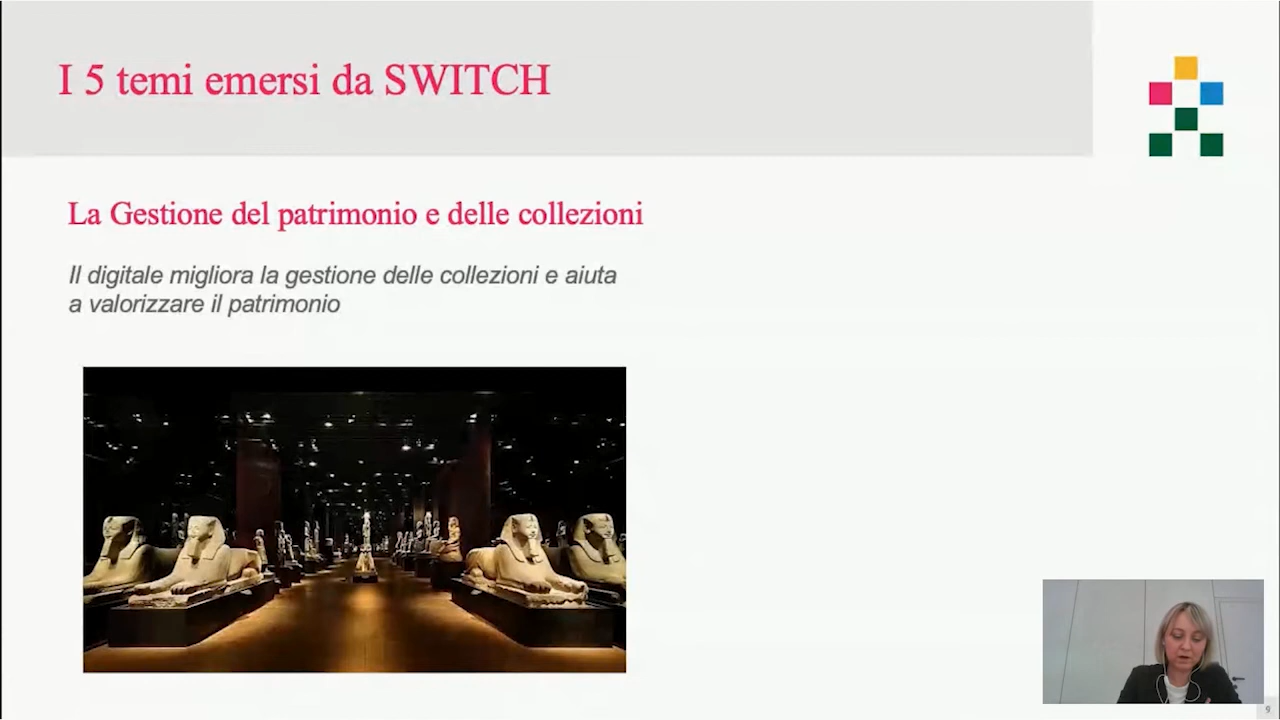 I 5 temi emersi da SWITCH
La Gestione del patrimonio e delle collezioni
Il digitale migliora la gestione delle collezioni e aiuta
a valorizzare il patrimonio
9